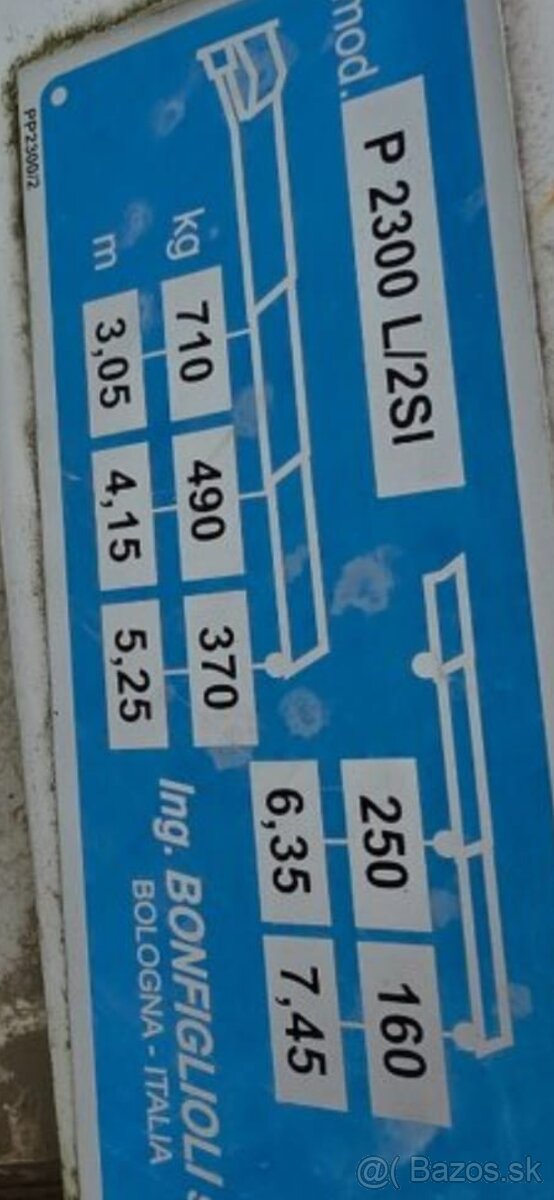 mod. P 2300 L/2SI
kg 710 490 370
m 3,05 4,15 5,25
250 160
6,35 7,45
Ing. BONFIGLIOLI
BOLOGNA - ITALIA
PP2300/2
@( Bazos.sk